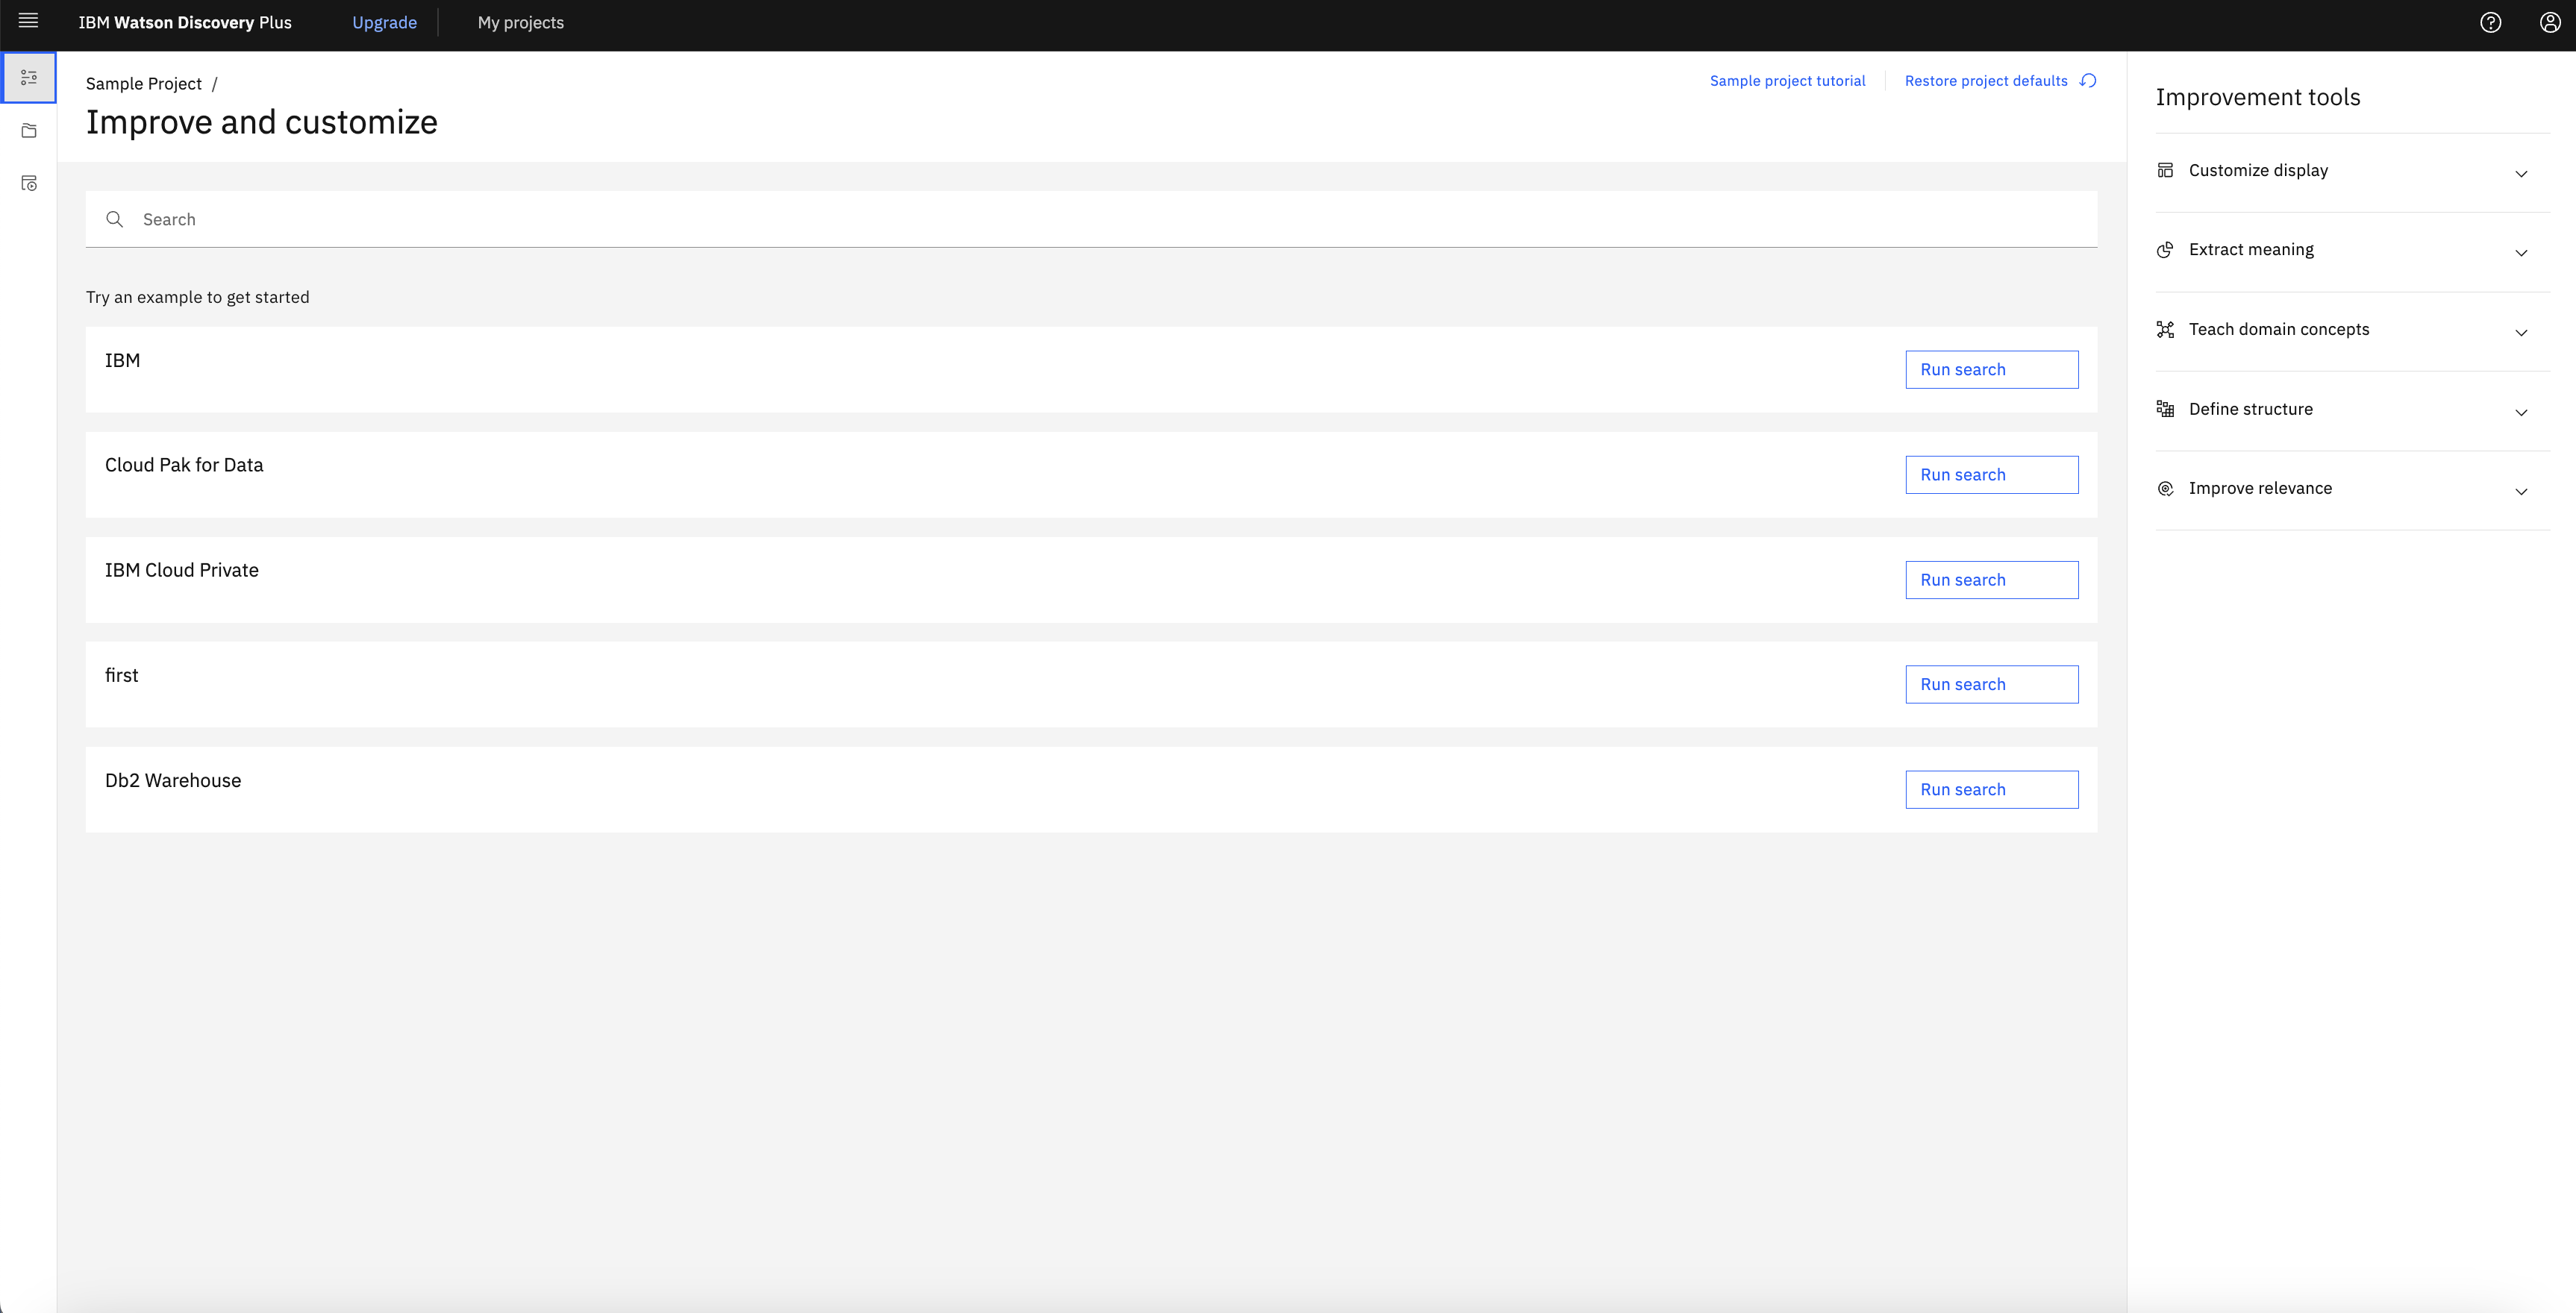 IBM Watson Discovery Plus
Upgrade
My projects
Sample Project /
Improve and customize
Sample project tutorial
Restore project defaults
Search
Try an example to get started
IBM
Run search
Cloud Pak for Data
Run search
IBM Cloud Private
Run search
first
Run search
Db2 Warehouse
Run search
Improvement tools
Customize display
Extract meaning
Teach domain concepts
Define structure
Improve relevance